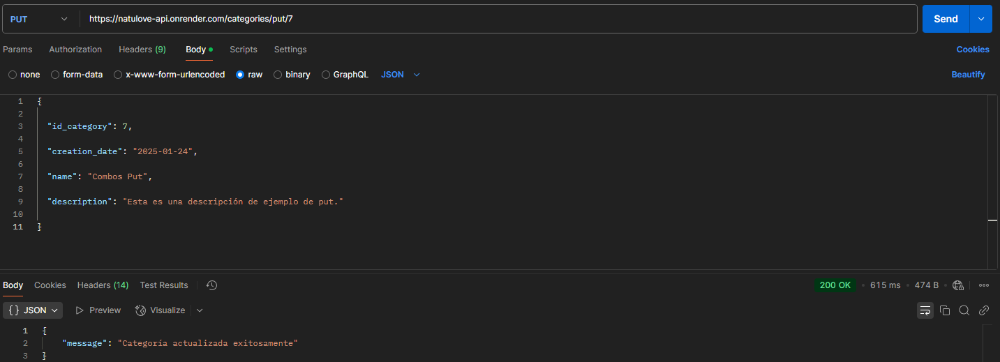 PUT https://natulove-api.onrender.com/categories/put/7 Send
Params Authorization Headers (9) Body Scripts Settings Cookies
none form-data x-www-form-urlencoded raw binary GraphQL JSON Beautify
1 {
2
3 "id_category": 7,
4
5 "creation_date": "2025-01-24",
6
7 "name": "Combos Put",
8
9 "description": "Esta es una descripción de ejemplo de put."
10
11 }
Body Cookies Headers (14) Test Results 200 OK • 615 ms • 474 B
{} JSON Preview Visualize
1 {
2 "message": "Categoría actualizada exitosamente"
3 }